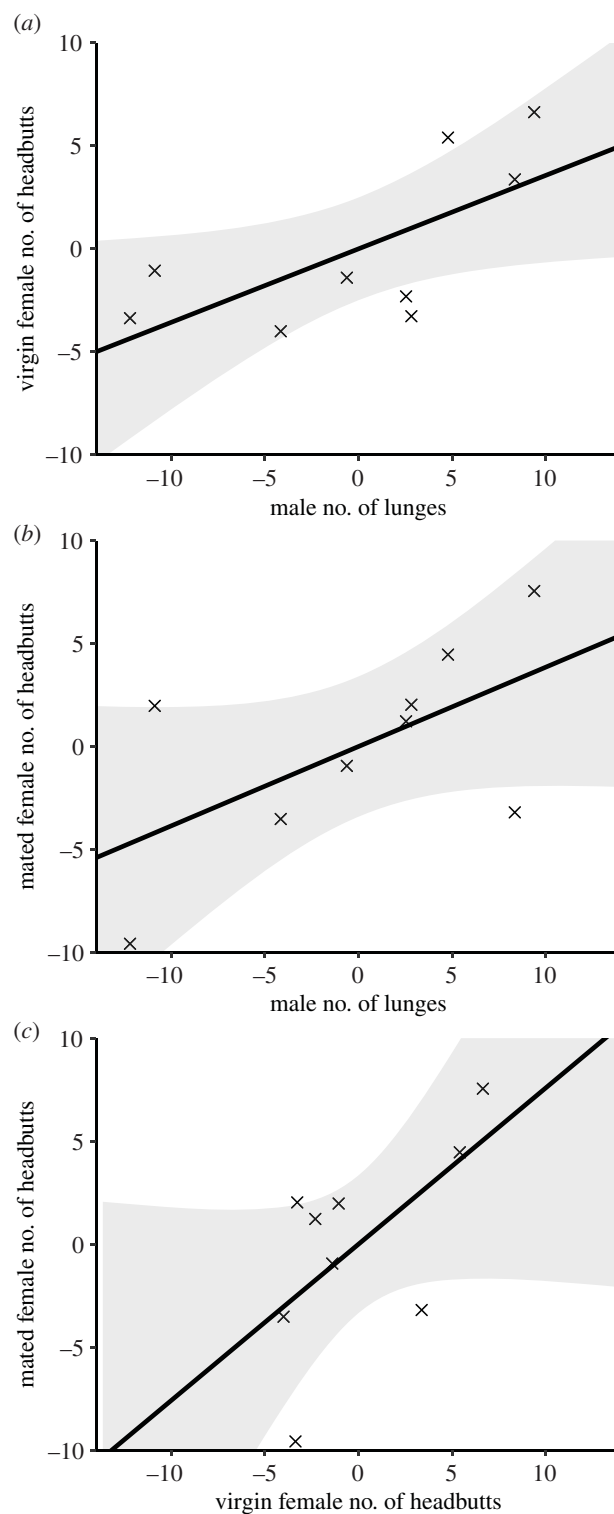 (a)
10
5
0
–5
–10
virgin female no. of headbutts
–10 –5 0 5 10
male no. of lunges
(b)
10
5
0
–5
–10
mated female no. of headbutts
–10 –5 0 5 10
male no. of lunges
(c)
10
5
0
–5
–10
mated female no. of headbutts
–10 –5 0 5 10
virgin female no. of headbutts